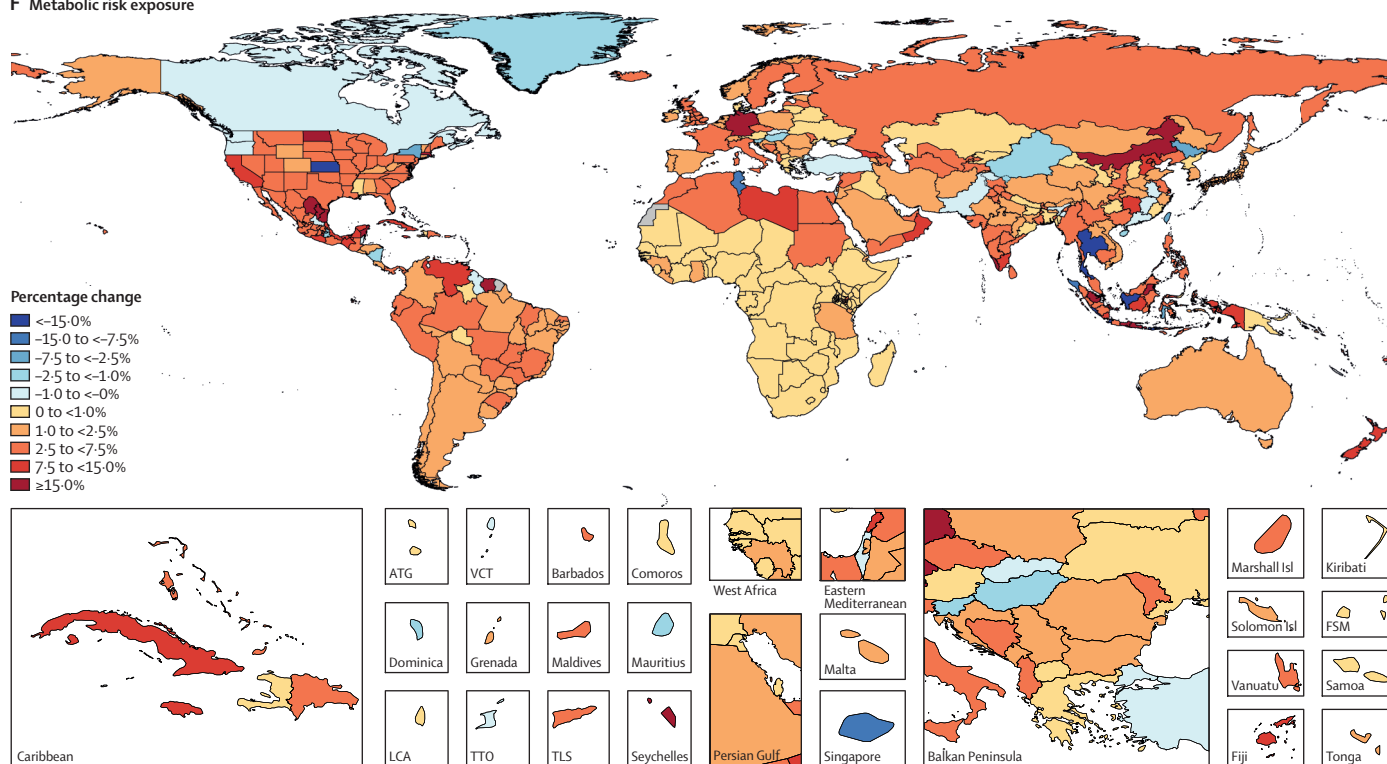 F Metabolic risk exposure
Percentage change
<–15·0%
–15·0 to <–7·5%
–7·5 to <–2·5%
–2·5 to <–1·0%
–1·0 to <–0%
0 to <1·0%
1·0 to <2·5%
2·5 to <7·5%
7·5 to <15·0%
≥15·0%
Caribbean
ATG
VCT
Barbados
Comoros
Dominica
Grenada
Maldives
Mauritius
LCA
TTO
TLS
Seychelles
West Africa
Eastern
Mediterranean
Persian Gulf
Malta
Singapore
Balkan Peninsula
Marshall Isl
Kiribati
Solomon Isl
FSM
Vanuatu
Samoa
Fiji
Tonga